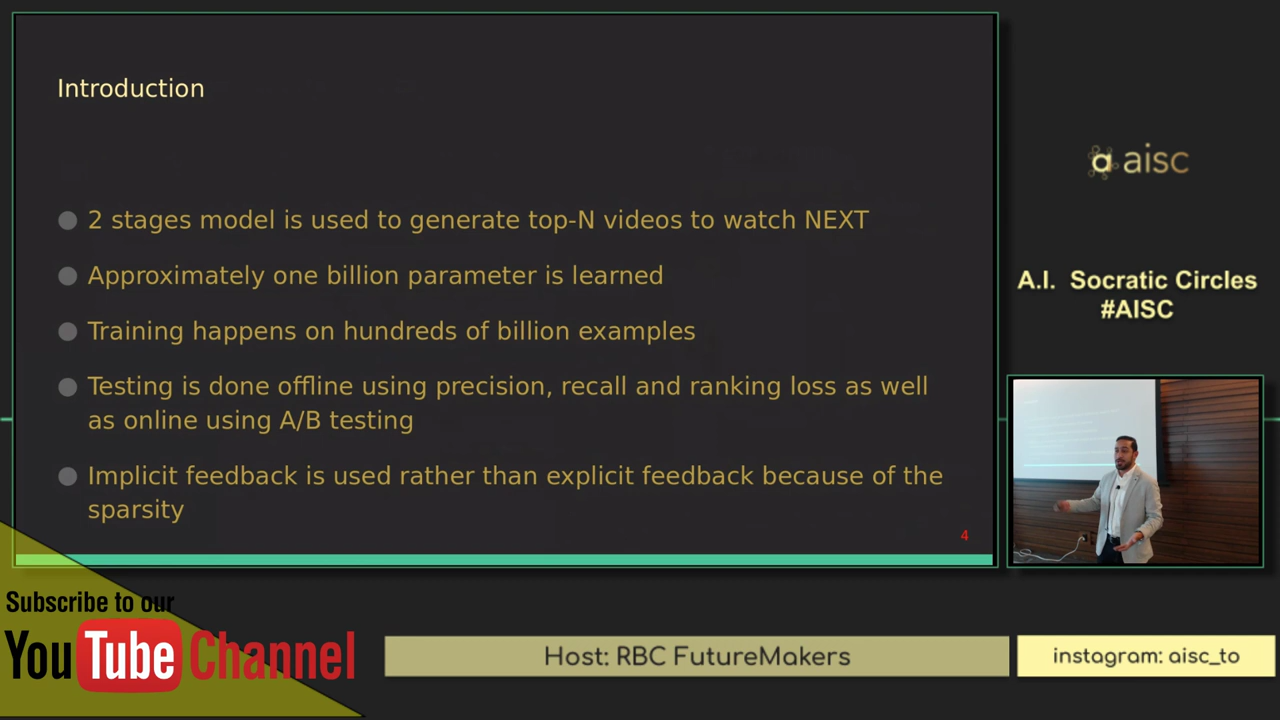 Introduction
2 stages model is used to generate top-N videos to watch NEXT
Approximately one billion parameter is learned
Training happens on hundreds of billion examples
Testing is done offline using precision, recall and ranking loss as well
as online using A/B testing
Implicit feedback is used rather than explicit feedback because of the
sparsity
4
a aisc
A.I. Socratic Circles
#AISC
Subscribe to our
YouTube Channel
Host: RBC FutureMakers
instagram: aisc_to